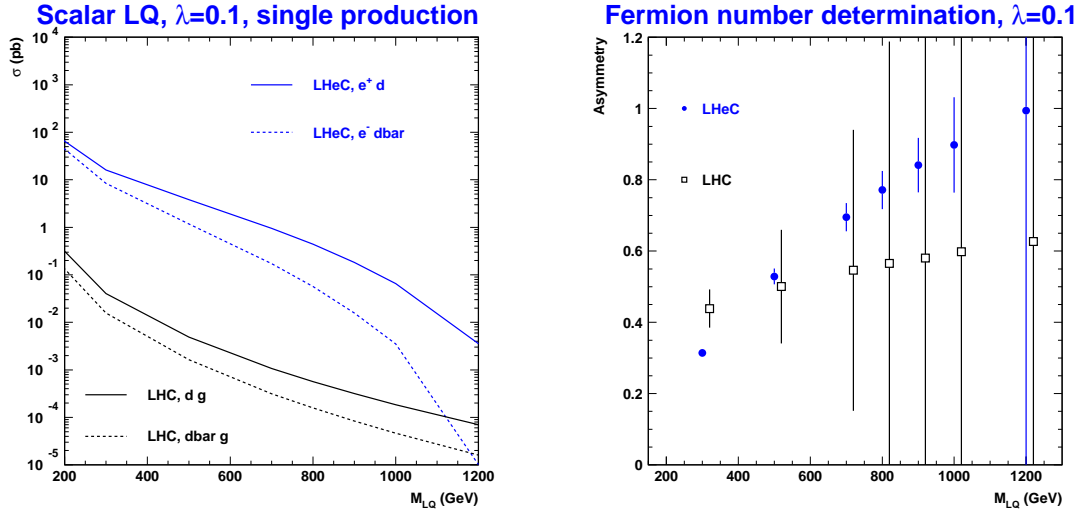 Scalar LQ, λ=0.1, single production
σ (pb)
10 4
10 3
10 2
10
1
10 -1
10 -2
10 -3
10 -4
10 -5
LHeC, e+ d
LHeC, e- dbar
LHC, d g
LHC, dbar g
200 400 600 800 1000 1200
MLQ (GeV)
Fermion number determination, λ=0.1
Asymmetry
1.2
1
0.8
0.6
0.4
0.2
0
LHeC
LHC
200 400 600 800 1000 1200
MLQ (GeV)